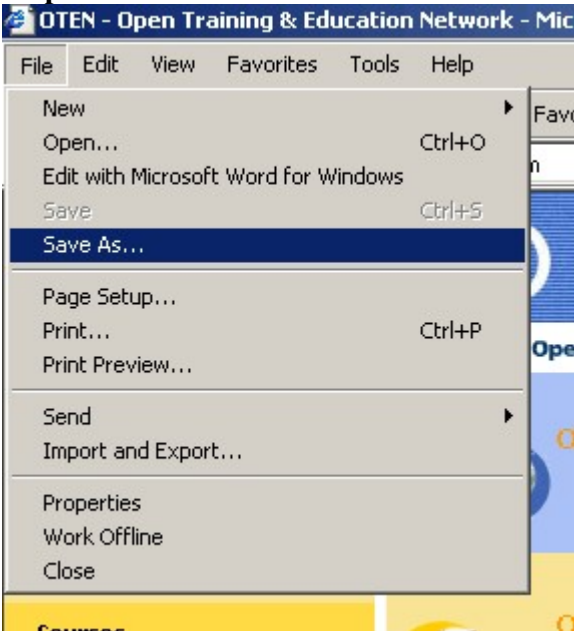 OTEN - Open Training & Education Network - Mic
File Edit View Favorites Tools Help
New
Open... Ctrl+O
Edit with Microsoft Word for Windows
Save Ctrl+S
Save As...
Page Setup...
Print... Ctrl+P
Print Preview...
Send
Import and Export...
Properties
Work Offline
Close
Favo
n
Ope
O
O